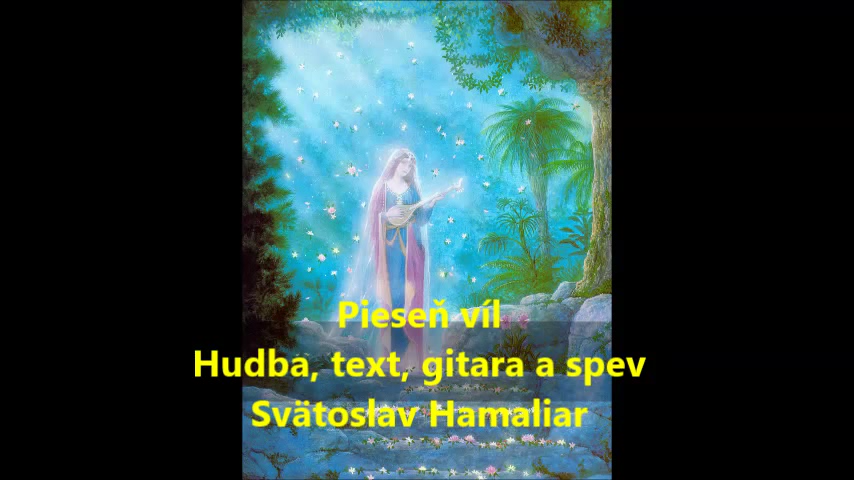 Pieseň víl
Hudba, text, gitara a spev
Svätoslav Hamaliar